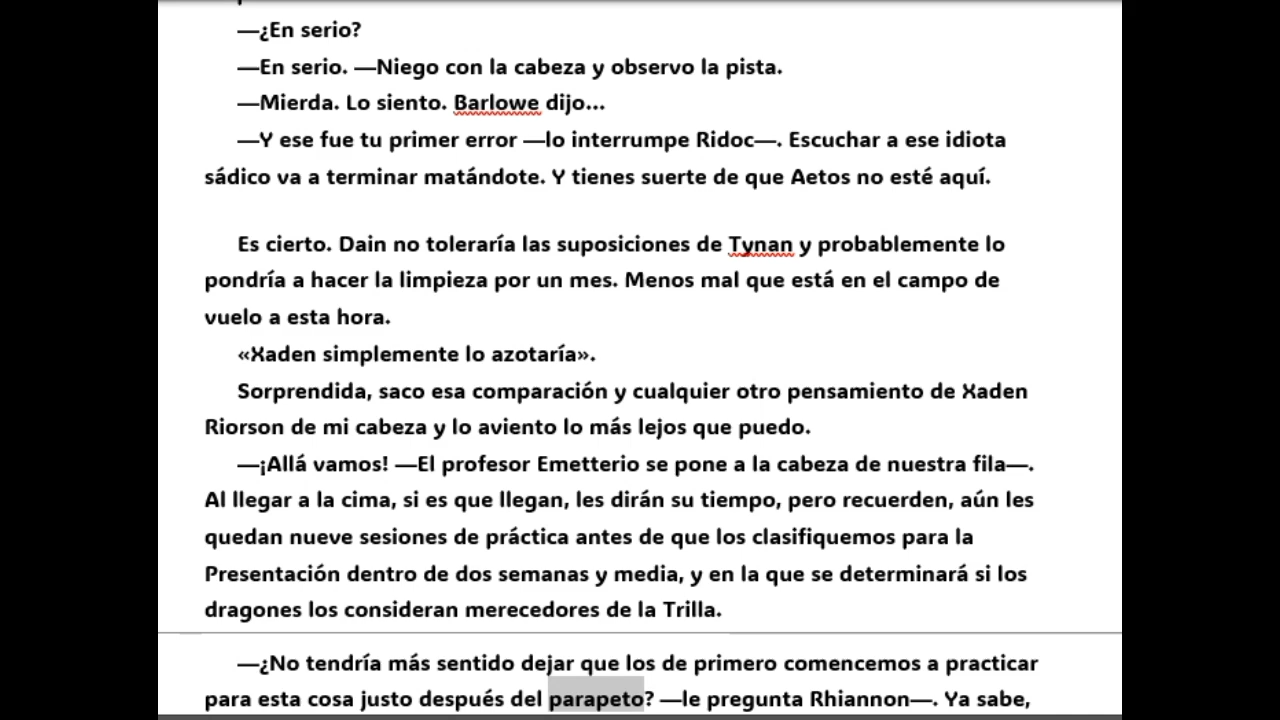 —¿En serio?
—En serio. —Niego con la cabeza y observo la pista.
—Mierda. Lo siento. Barlowe dijo...
—Y ese fue tu primer error —lo interrumpe Ridoc—. Escuchar a ese idiota
sádico va a terminar matándote. Y tienes suerte de que Aetos no esté aquí.
Es cierto. Dain no toleraría las suposiciones de Tynan y probablemente lo
pondría a hacer la limpieza por un mes. Menos mal que está en el campo de
vuelo a esta hora.
«Xaden simplemente lo azotaría».
Sorprendida, saco esa comparación y cualquier otro pensamiento de Xaden
Riorson de mi cabeza y lo aviento lo más lejos que puedo.
—¡Allá vamos! —El profesor Emetterio se pone a la cabeza de nuestra fila—.
Al llegar a la cima, si es que llegan, les dirán su tiempo, pero recuerden, aún les
quedan nueve sesiones de práctica antes de que los clasifiquemos para la
Presentación dentro de dos semanas y media, y en la que se determinará si los
dragones los consideran merecedores de la Trilla.
—¿No tendría más sentido dejar que los de primero comencemos a practicar
para esta cosa justo después del parapeto? —le pregunta Rhiannon—. Ya sabe,